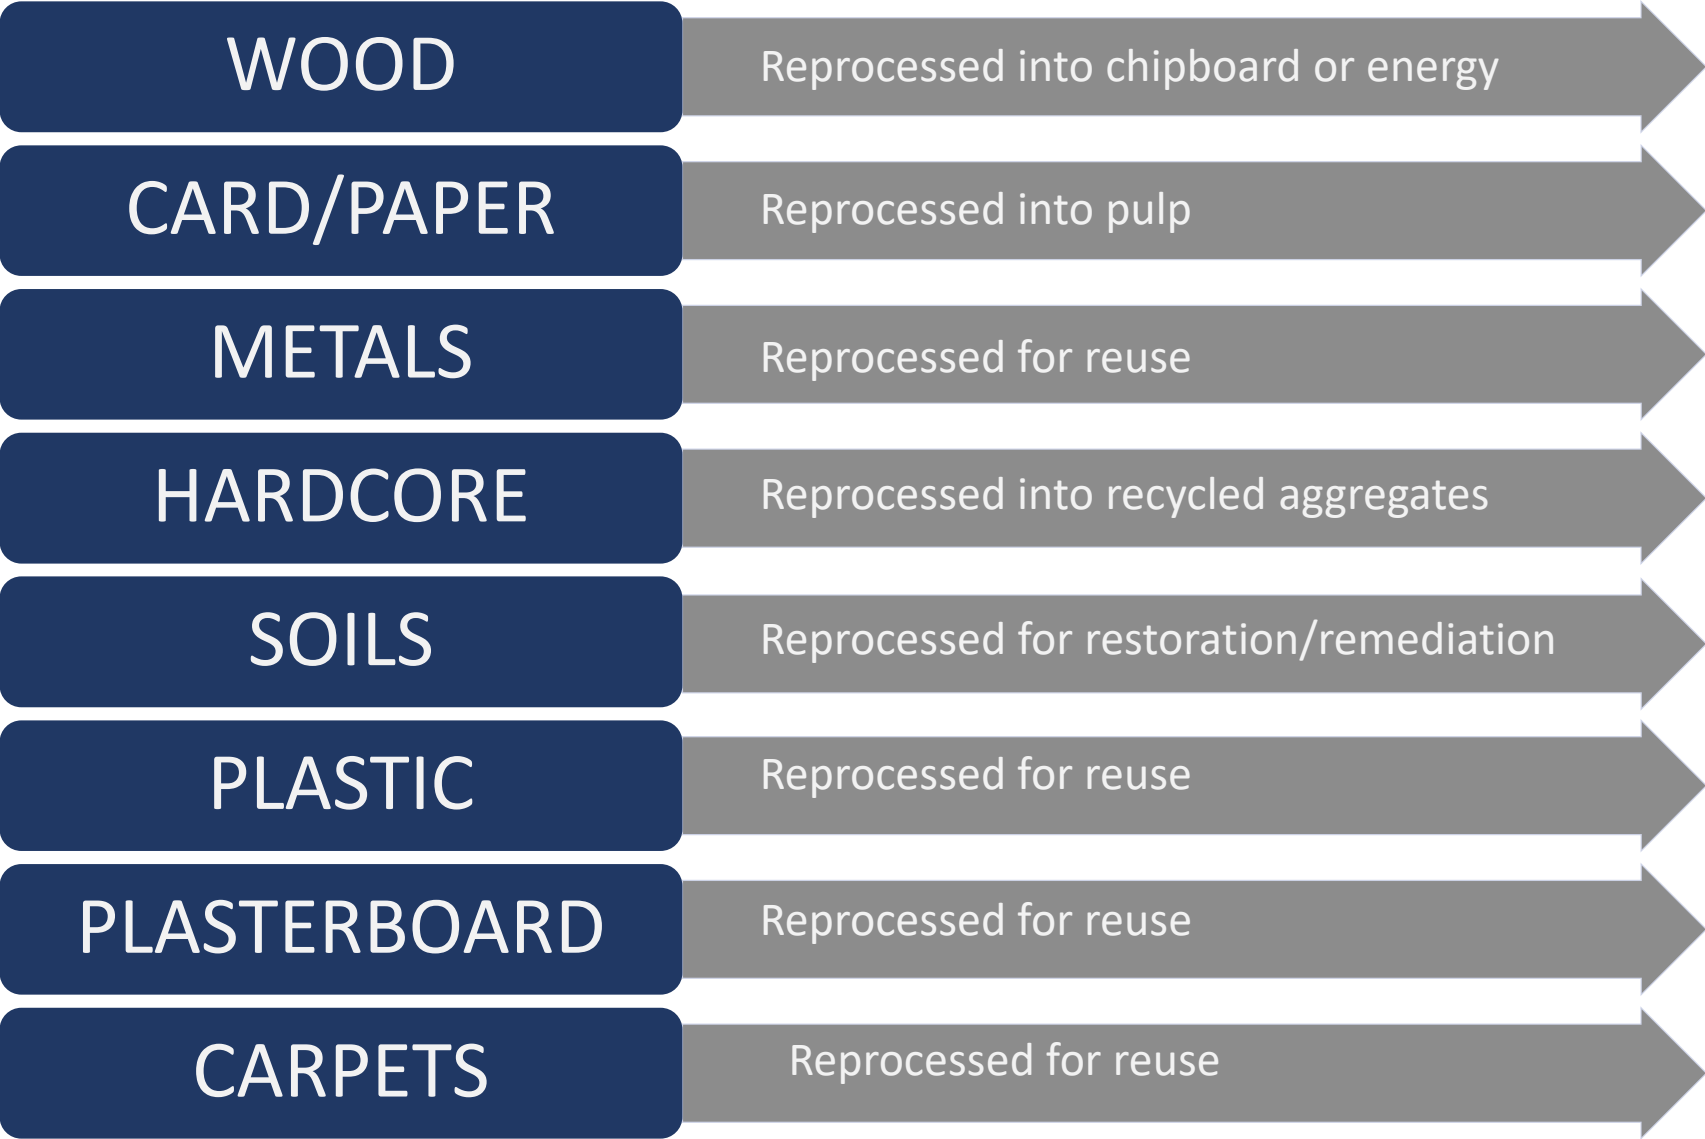 WOOD
Reprocessed into chipboard or energy
CARD/PAPER
Reprocessed into pulp
METALS
Reprocessed for reuse
HARDCORE
Reprocessed into recycled aggregates
SOILS
Reprocessed for restoration/remediation
PLASTIC
Reprocessed for reuse
PLASTERBOARD
Reprocessed for reuse
CARPETS
Reprocessed for reuse